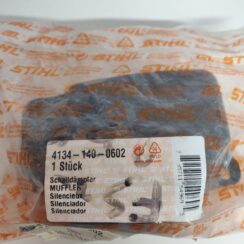 STIHL
4134-140-0602
1 Stück
Schalldämpfer
MUFFLER
Silencieux
Silenciador
Silenciador